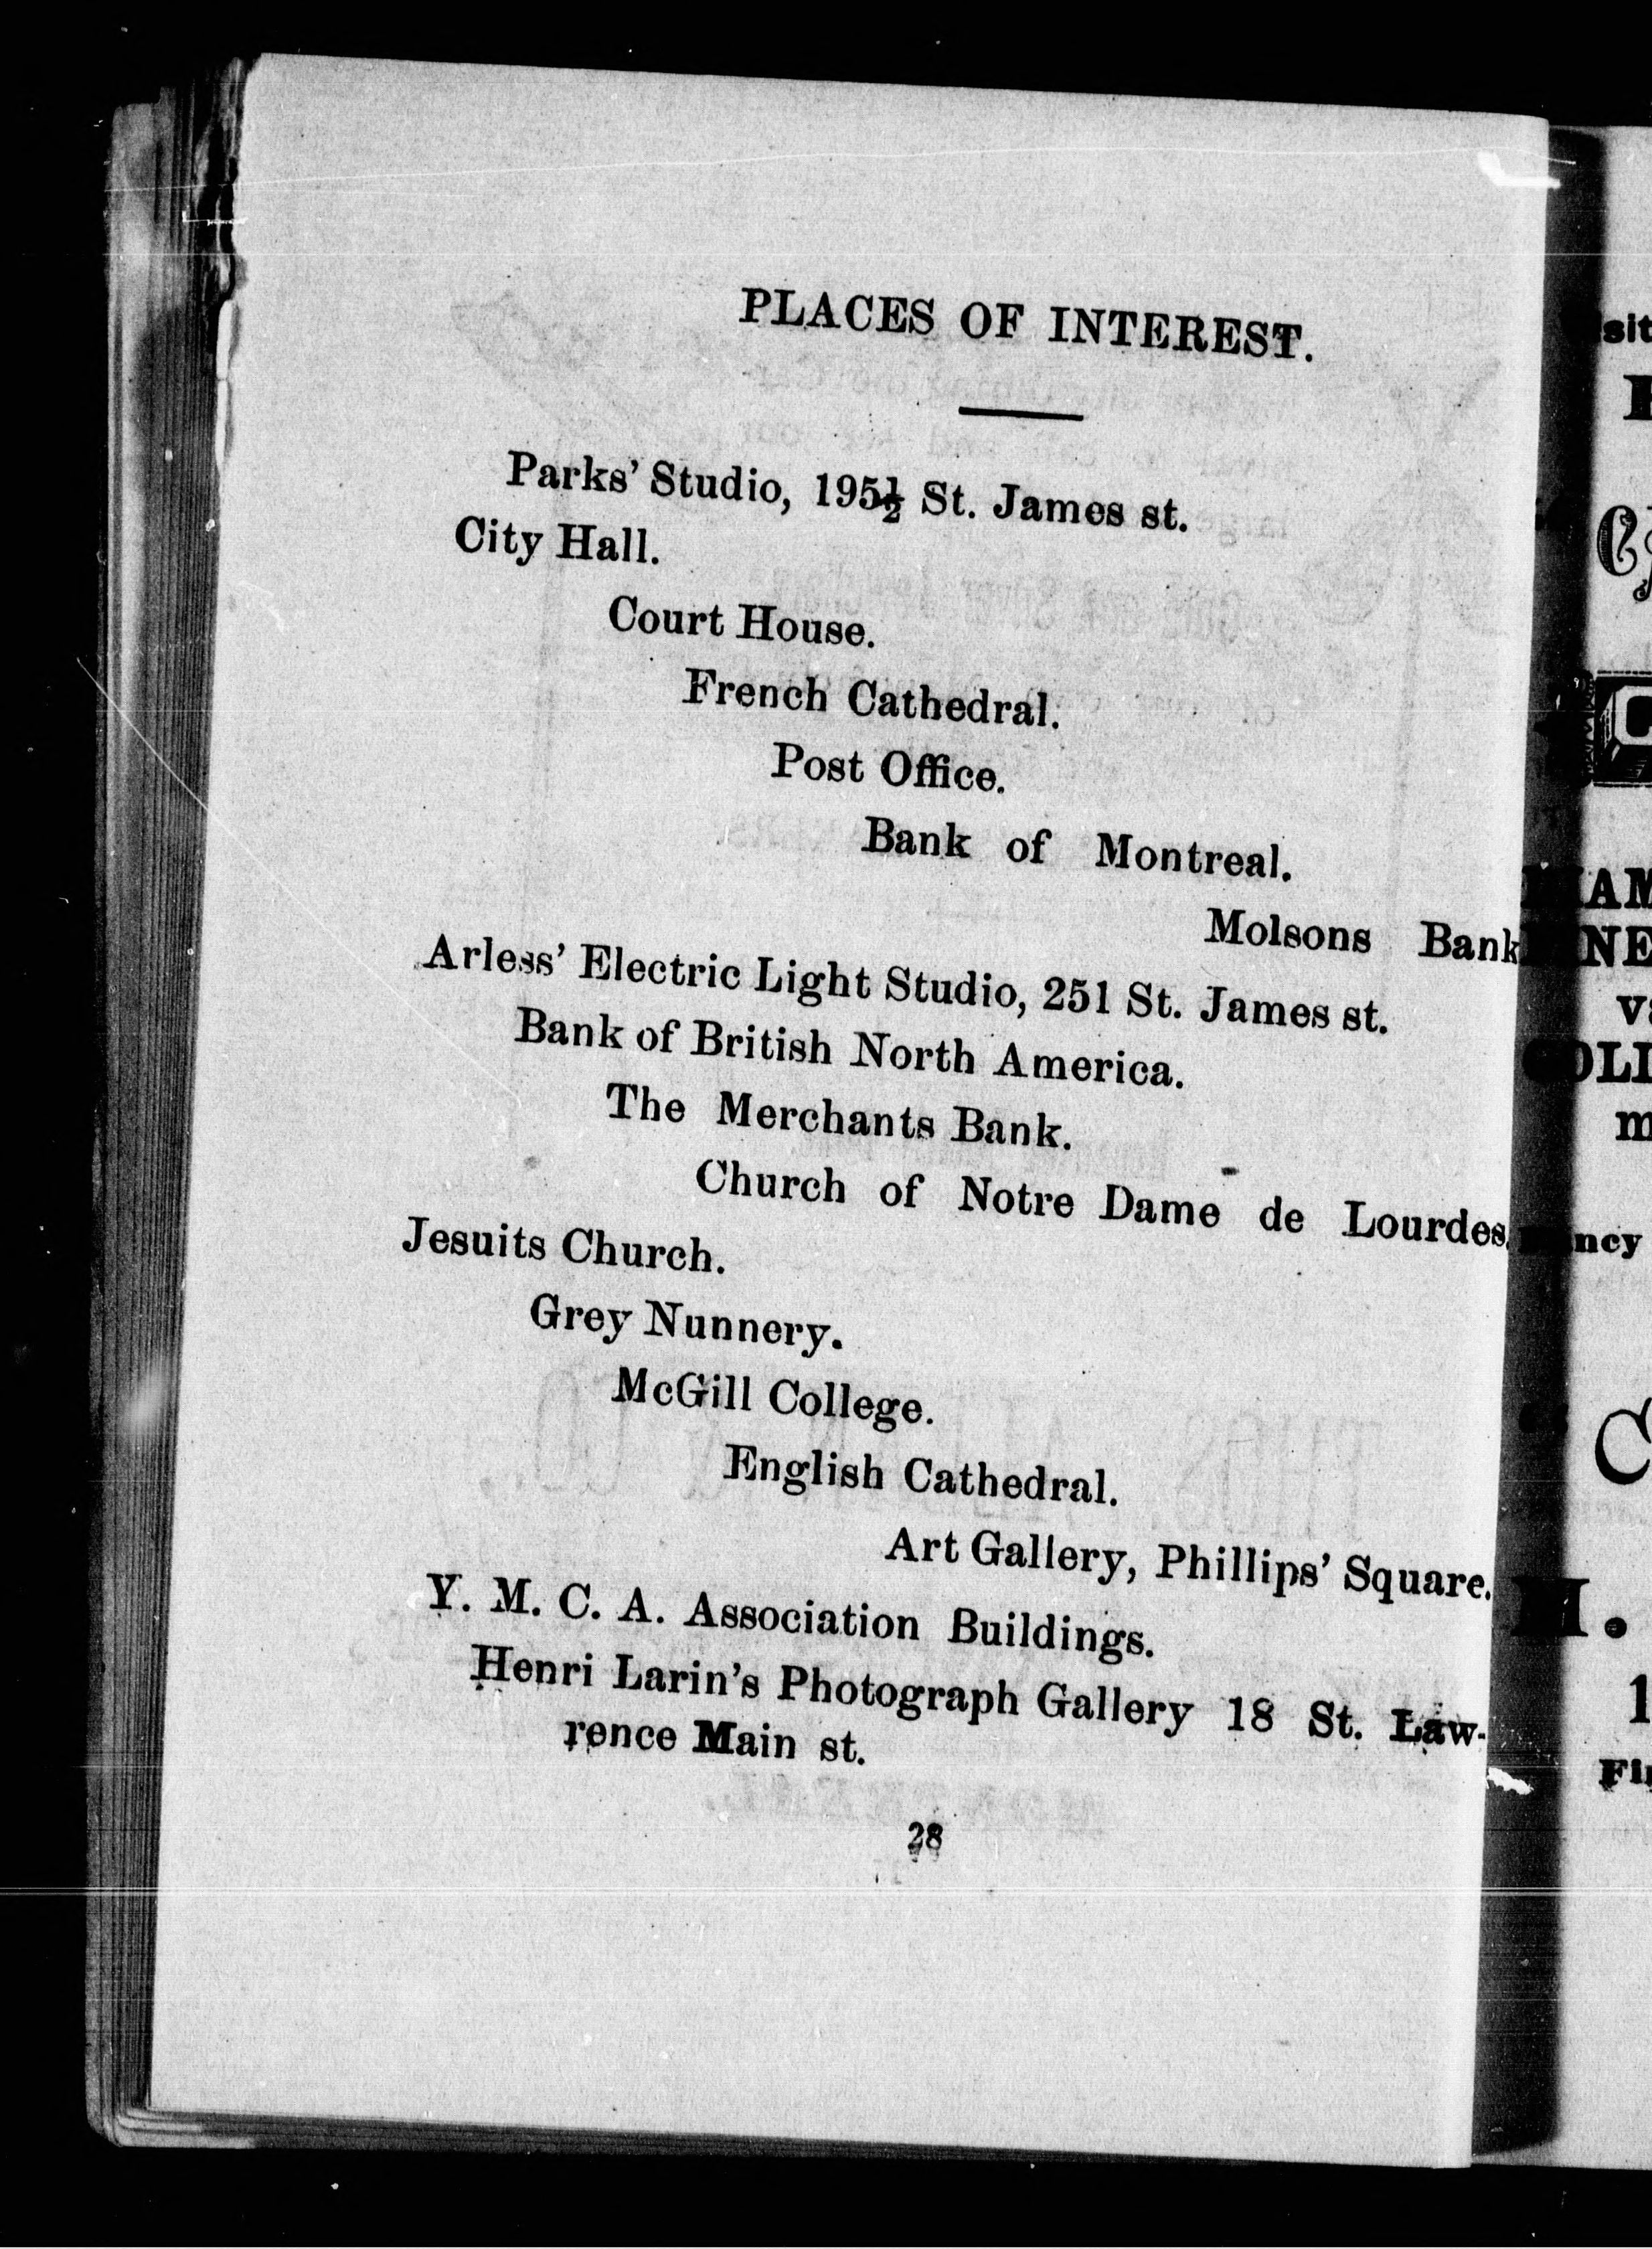 PLACES OF INTEREST.
Parks' Studio, 195½ St. James st.
City Hall.
Court House.
French Cathedral.
Post Office.
Bank of Montreal.
Molsons Bank
Arless' Electric Light Studio, 251 St. James st.
Bank of British North America.
The Merchants Bank.
Church of Notre Dame de Lourdes.
Jesuits Church.
Grey Nunnery.
McGill College.
English Cathedral.
Art Gallery, Phillips' Square.
Y. M. C. A. Association Buildings.
Henri Larin's Photograph Gallery 18 St. Law-
rence Main st.
28